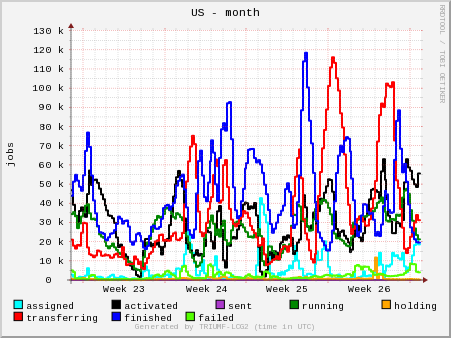 US - month
RRDTOOL / TOBI OETIKER
jobs
130 k
120 k
110 k
100 k
90 k
80 k
70 k
60 k
50 k
40 k
30 k
20 k
10 k
0
Week 23 Week 24 Week 25 Week 26
assigned activated sent running holding
transferring finished failed
Generated by TRIUMF-LCG2 (time in UTC)